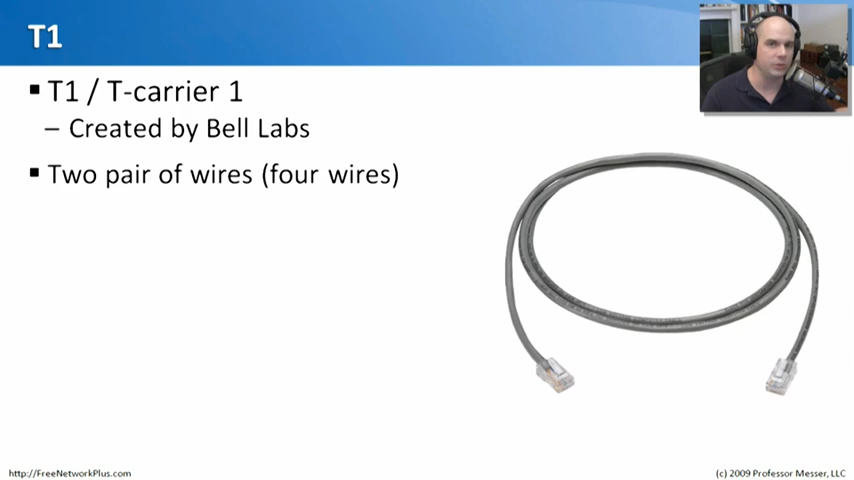 T1
▪ T1 / T-carrier 1
– Created by Bell Labs
▪ Two pair of wires (four wires)
http://FreeNetworkPlus.com
(c) 2009 Professor Messer, LLC